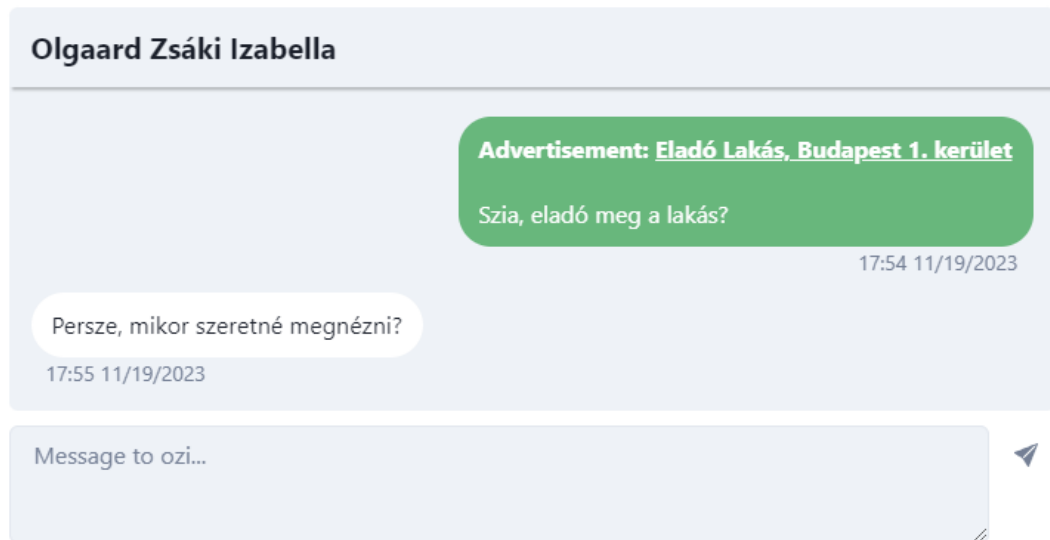 Olgaard Zsáki Izabella
Advertisement: Eladó Lakás, Budapest 1. kerület
Szia, eladó meg a lakás?
17:54 11/19/2023
Persze, mikor szeretné megnézni?
17:55 11/19/2023
Message to ozi...